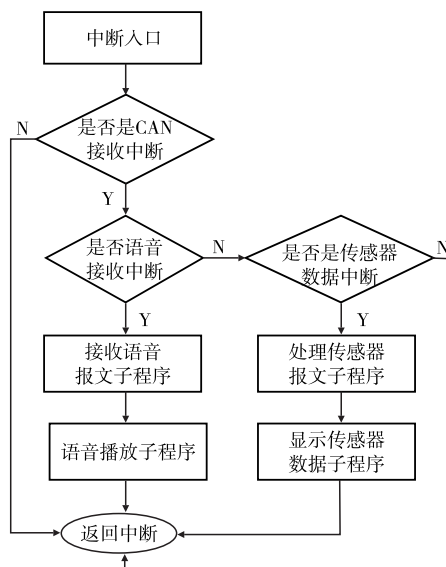 中断入口
是否是CAN
接收中断
N
Y
是否语音
接收中断
N
是否是传感器
数据中断
N
Y
Y
接收语音
报文子程序
处理传感器
报文子程序
语音播放子程序
显示传感器
数据子程序
返回中断